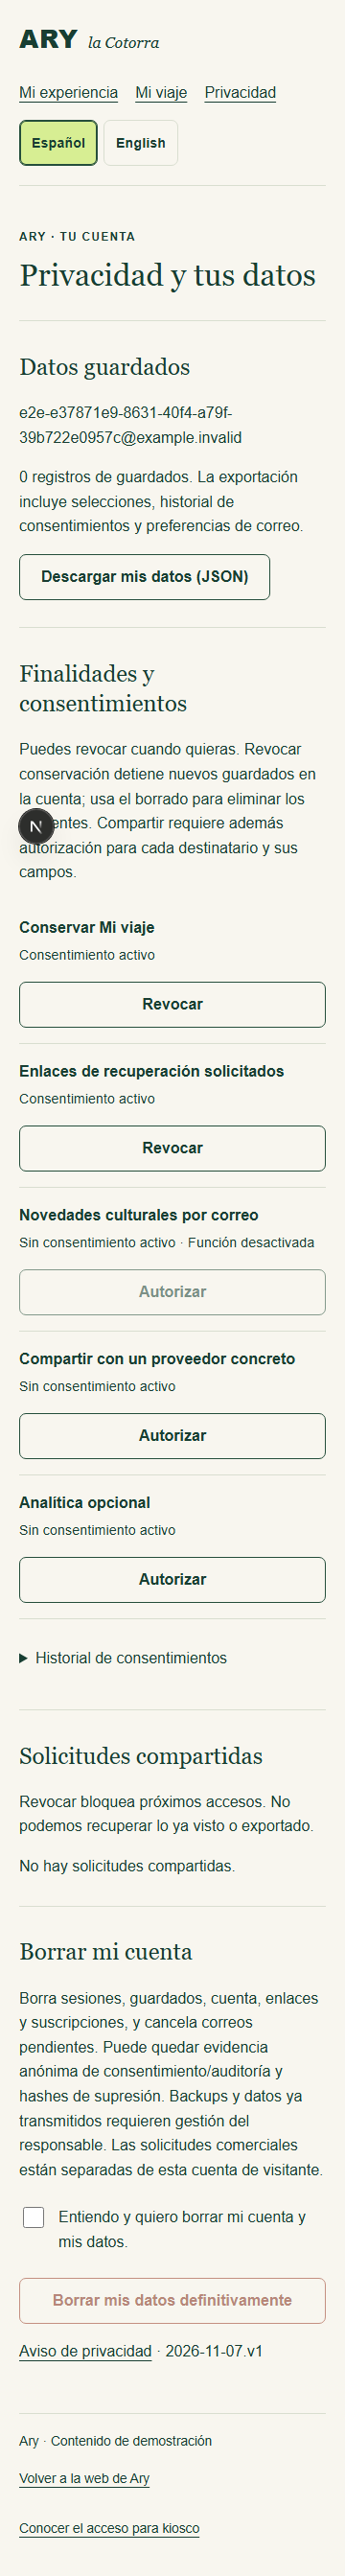 ARY la Cotorra
Mi experiencia Mi viaje Privacidad
Español English
ARY · TU CUENTA
Privacidad y tus datos
Datos guardados
e2e-e37871e9-8631-40f4-a79f-
39b722e0957c@example.invalid
0 registros de guardados. La exportación
incluye selecciones, historial de
consentimientos y preferencias de correo.
Descargar mis datos (JSON)
Finalidades y
consentimientos
Puedes revocar cuando quieras. Revocar
conservación detiene nuevos guardados en
la cuenta; usa el borrado para eliminar los
N
Compartir requiere además
autorización para cada destinatario y sus
campos.
Conservar Mi viaje
Consentimiento activo
Revocar
Enlaces de recuperación solicitados
Consentimiento activo
Revocar
Novedades culturales por correo
Sin consentimiento activo · Función desactivada
Autorizar
Compartir con un proveedor concreto
Sin consentimiento activo
Autorizar
Analítica opcional
Sin consentimiento activo
Autorizar
Historial de consentimientos
Solicitudes compartidas
Revocar bloquea próximos accesos. No
podemos recuperar lo ya visto o exportado.
No hay solicitudes compartidas.
Borrar mi cuenta
Borra sesiones, guardados, cuenta, enlaces
y suscripciones, y cancela correos
pendientes. Puede quedar evidencia
anónima de consentimiento/auditoría y
hashes de supresión. Backups y datos ya
transmitidos requieren gestión del
responsable. Las solicitudes comerciales
están separadas de esta cuenta de visitante.
Entiendo y quiero borrar mi cuenta y
mis datos.
Borrar mis datos definitivamente
Aviso de privacidad · 2026-11-07.v1
Ary · Contenido de demostración
Volver a la web de Ary
Conocer el acceso para kiosco